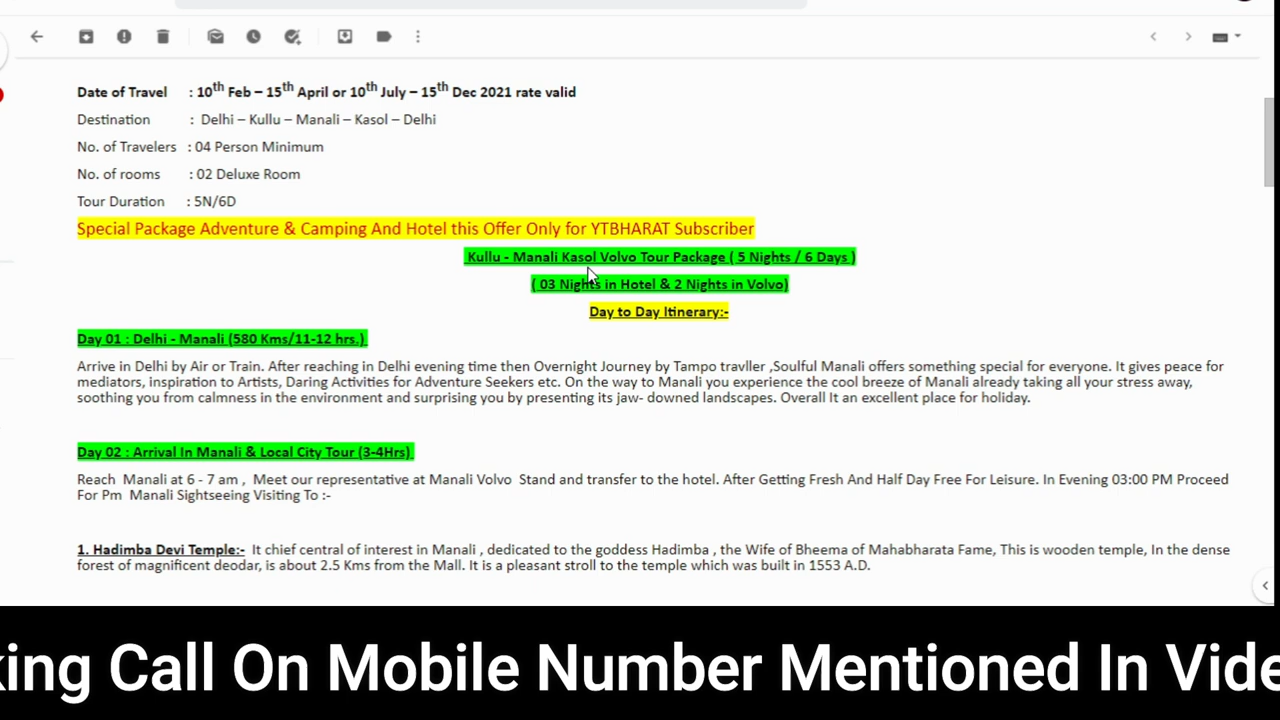 Date of Travel : 10th Feb – 15th April or 10th July – 15th Dec 2021 rate valid
Destination : Delhi – Kullu – Manali – Kasol – Delhi
No. of Travelers : 04 Person Minimum
No. of rooms : 02 Deluxe Room
Tour Duration : 5N/6D
Special Package Adventure & Camping And Hotel this Offer Only for YTBHARAT Subscriber
Kullu - Manali Kasol Volvo Tour Package ( 5 Nights / 6 Days )
( 03 Nights in Hotel & 2 Nights in Volvo)
Day to Day Itinerary:-
Day 01 : Delhi - Manali (580 Kms/11-12 hrs.)
Arrive in Delhi by Air or Train. After reaching in Delhi evening time then Overnight Journey by Tampo travller ,Soulful Manali offers something special for everyone. It gives peace for
mediators, inspiration to Artists, Daring Activities for Adventure Seekers etc. On the way to Manali you experience the cool breeze of Manali already taking all your stress away,
soothing you from calmness in the environment and surprising you by presenting its jaw- downed landscapes. Overall It an excellent place for holiday.
Day 02 : Arrival In Manali & Local City Tour (3-4Hrs)
Reach Manali at 6 - 7 am , Meet our representative at Manali Volvo Stand and transfer to the hotel. After Getting Fresh And Half Day Free For Leisure. In Evening 03:00 PM Proceed
For Pm Manali Sightseeing Visiting To :-
1. Hadimba Devi Temple:- It chief central of interest in Manali , dedicated to the goddess Hadimba , the Wife of Bheema of Mahabharata Fame, This is wooden temple, In the dense
forest of magnificent deodar, is about 2.5 Kms from the Mall. It is a pleasant stroll to the temple which was built in 1553 A.D.
king Call On Mobile Number Mentioned In Vide